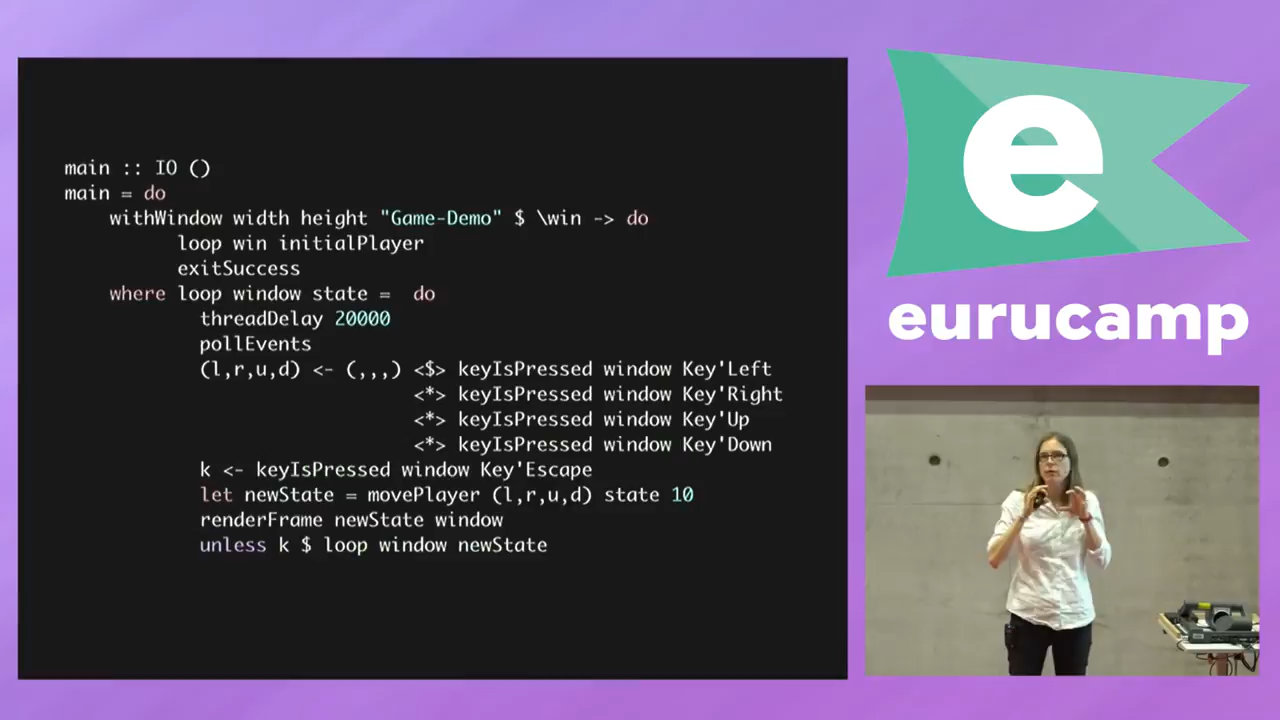 main :: IO ()
main = do
    withWindow width height "Game-Demo" $ \win -> do
          loop win initialPlayer
          exitSuccess
    where loop window state =  do
            threadDelay 20000
            pollEvents
            (l,r,u,d) <- (,,,) <$> keyIsPressed window Key'Left
                               <*> keyIsPressed window Key'Right
                               <*> keyIsPressed window Key'Up
                               <*> keyIsPressed window Key'Down
            k <- keyIsPressed window Key'Escape
            let newState = movePlayer (l,r,u,d) state 10
            renderFrame newState window
            unless k $ loop window newState
e
eurucamp